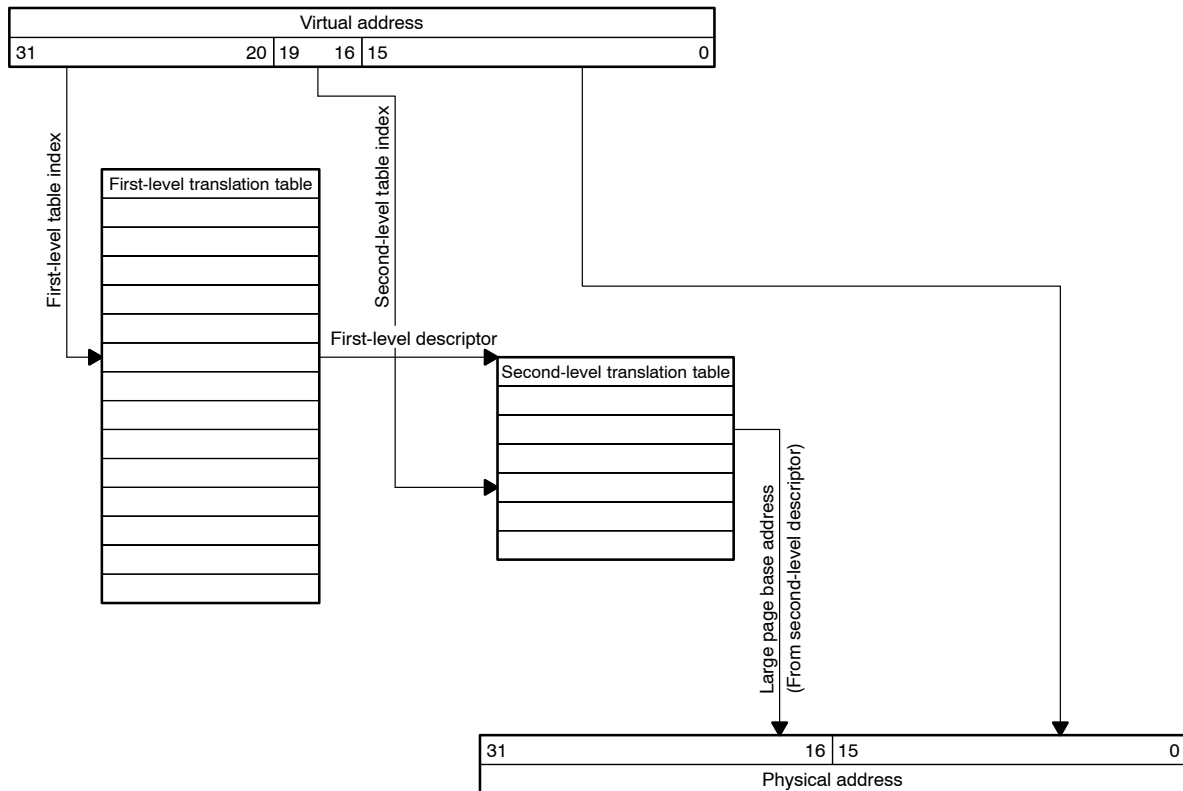 Virtual address
31 20 19 16 15 0
First-level table index
Second-level table index
First-level translation table
First-level descriptor
Second-level translation table
Large page base address
(From second-level descriptor)
31 16 15 0
Physical address